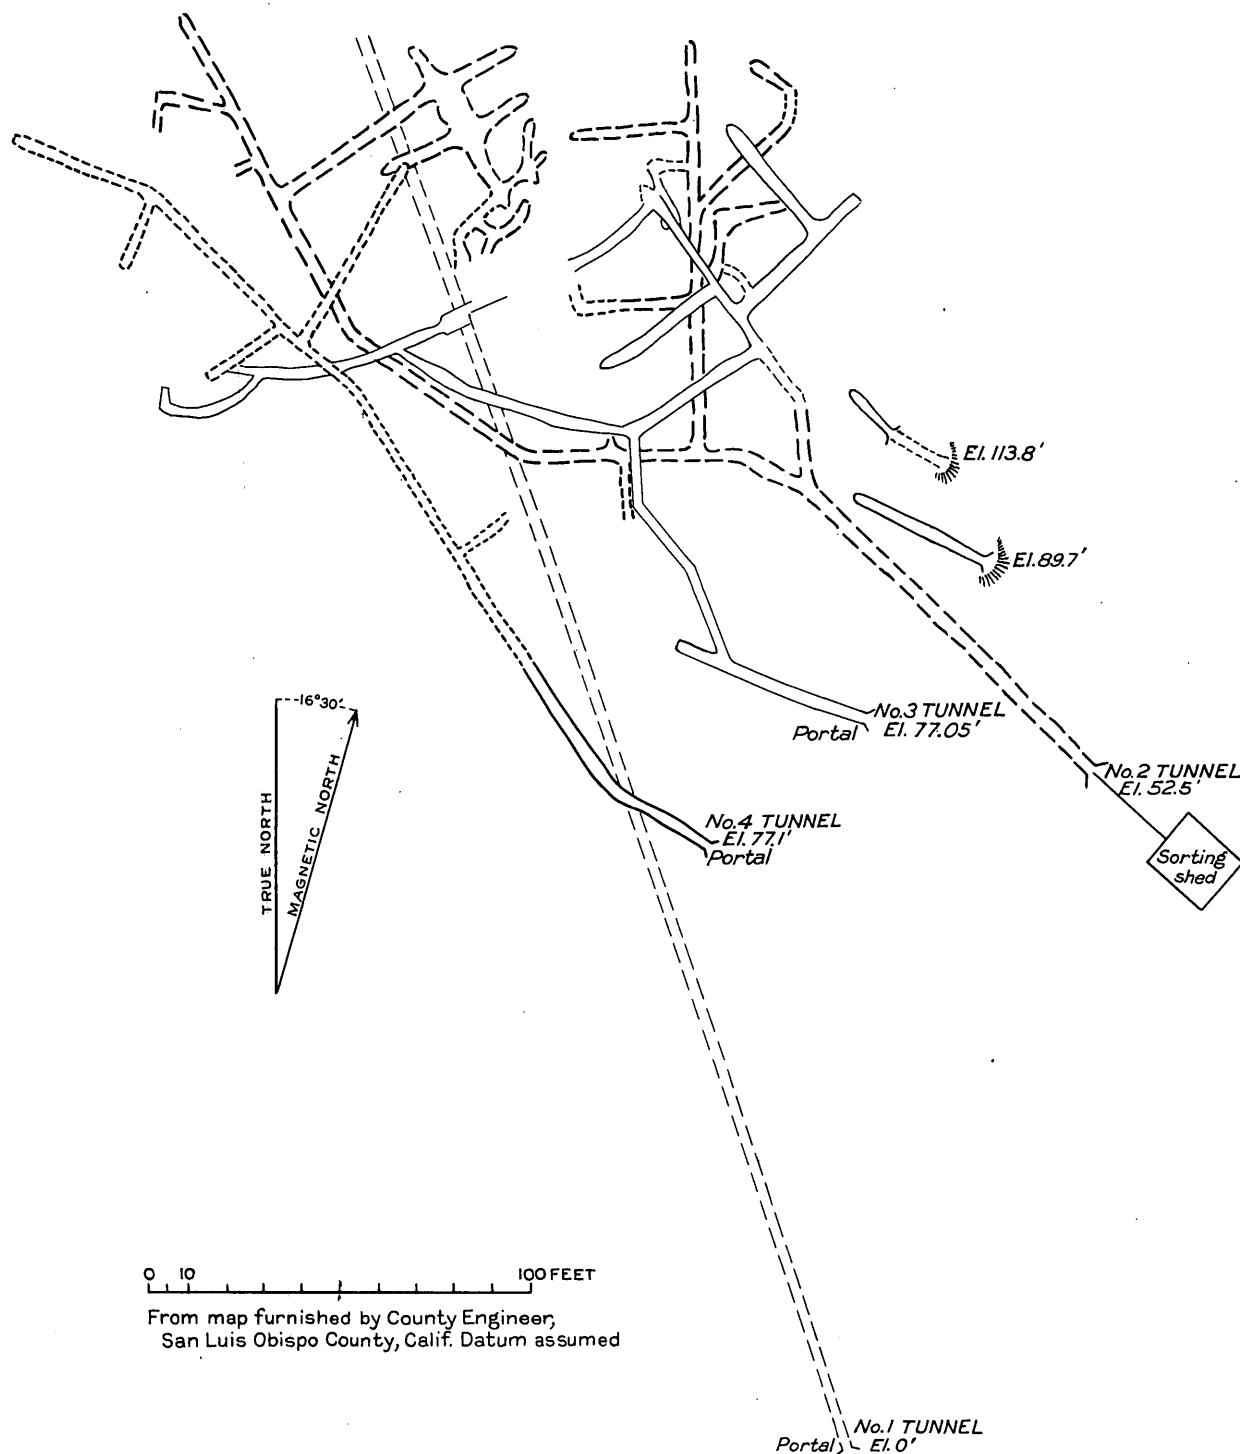 El. 113.8'
El. 89.7'
16°30'
TRUE NORTH
MAGNETIC NORTH
No.3 TUNNEL
Portal El. 77.05'
No.2 TUNNEL
El. 52.5'
No.4 TUNNEL
El. 77.1'
Portal
Sorting
shed
0 10 100 FEET
From map furnished by County Engineer,
San Luis Obispo County, Calif. Datum assumed
No.1 TUNNEL
Portal El. 0'